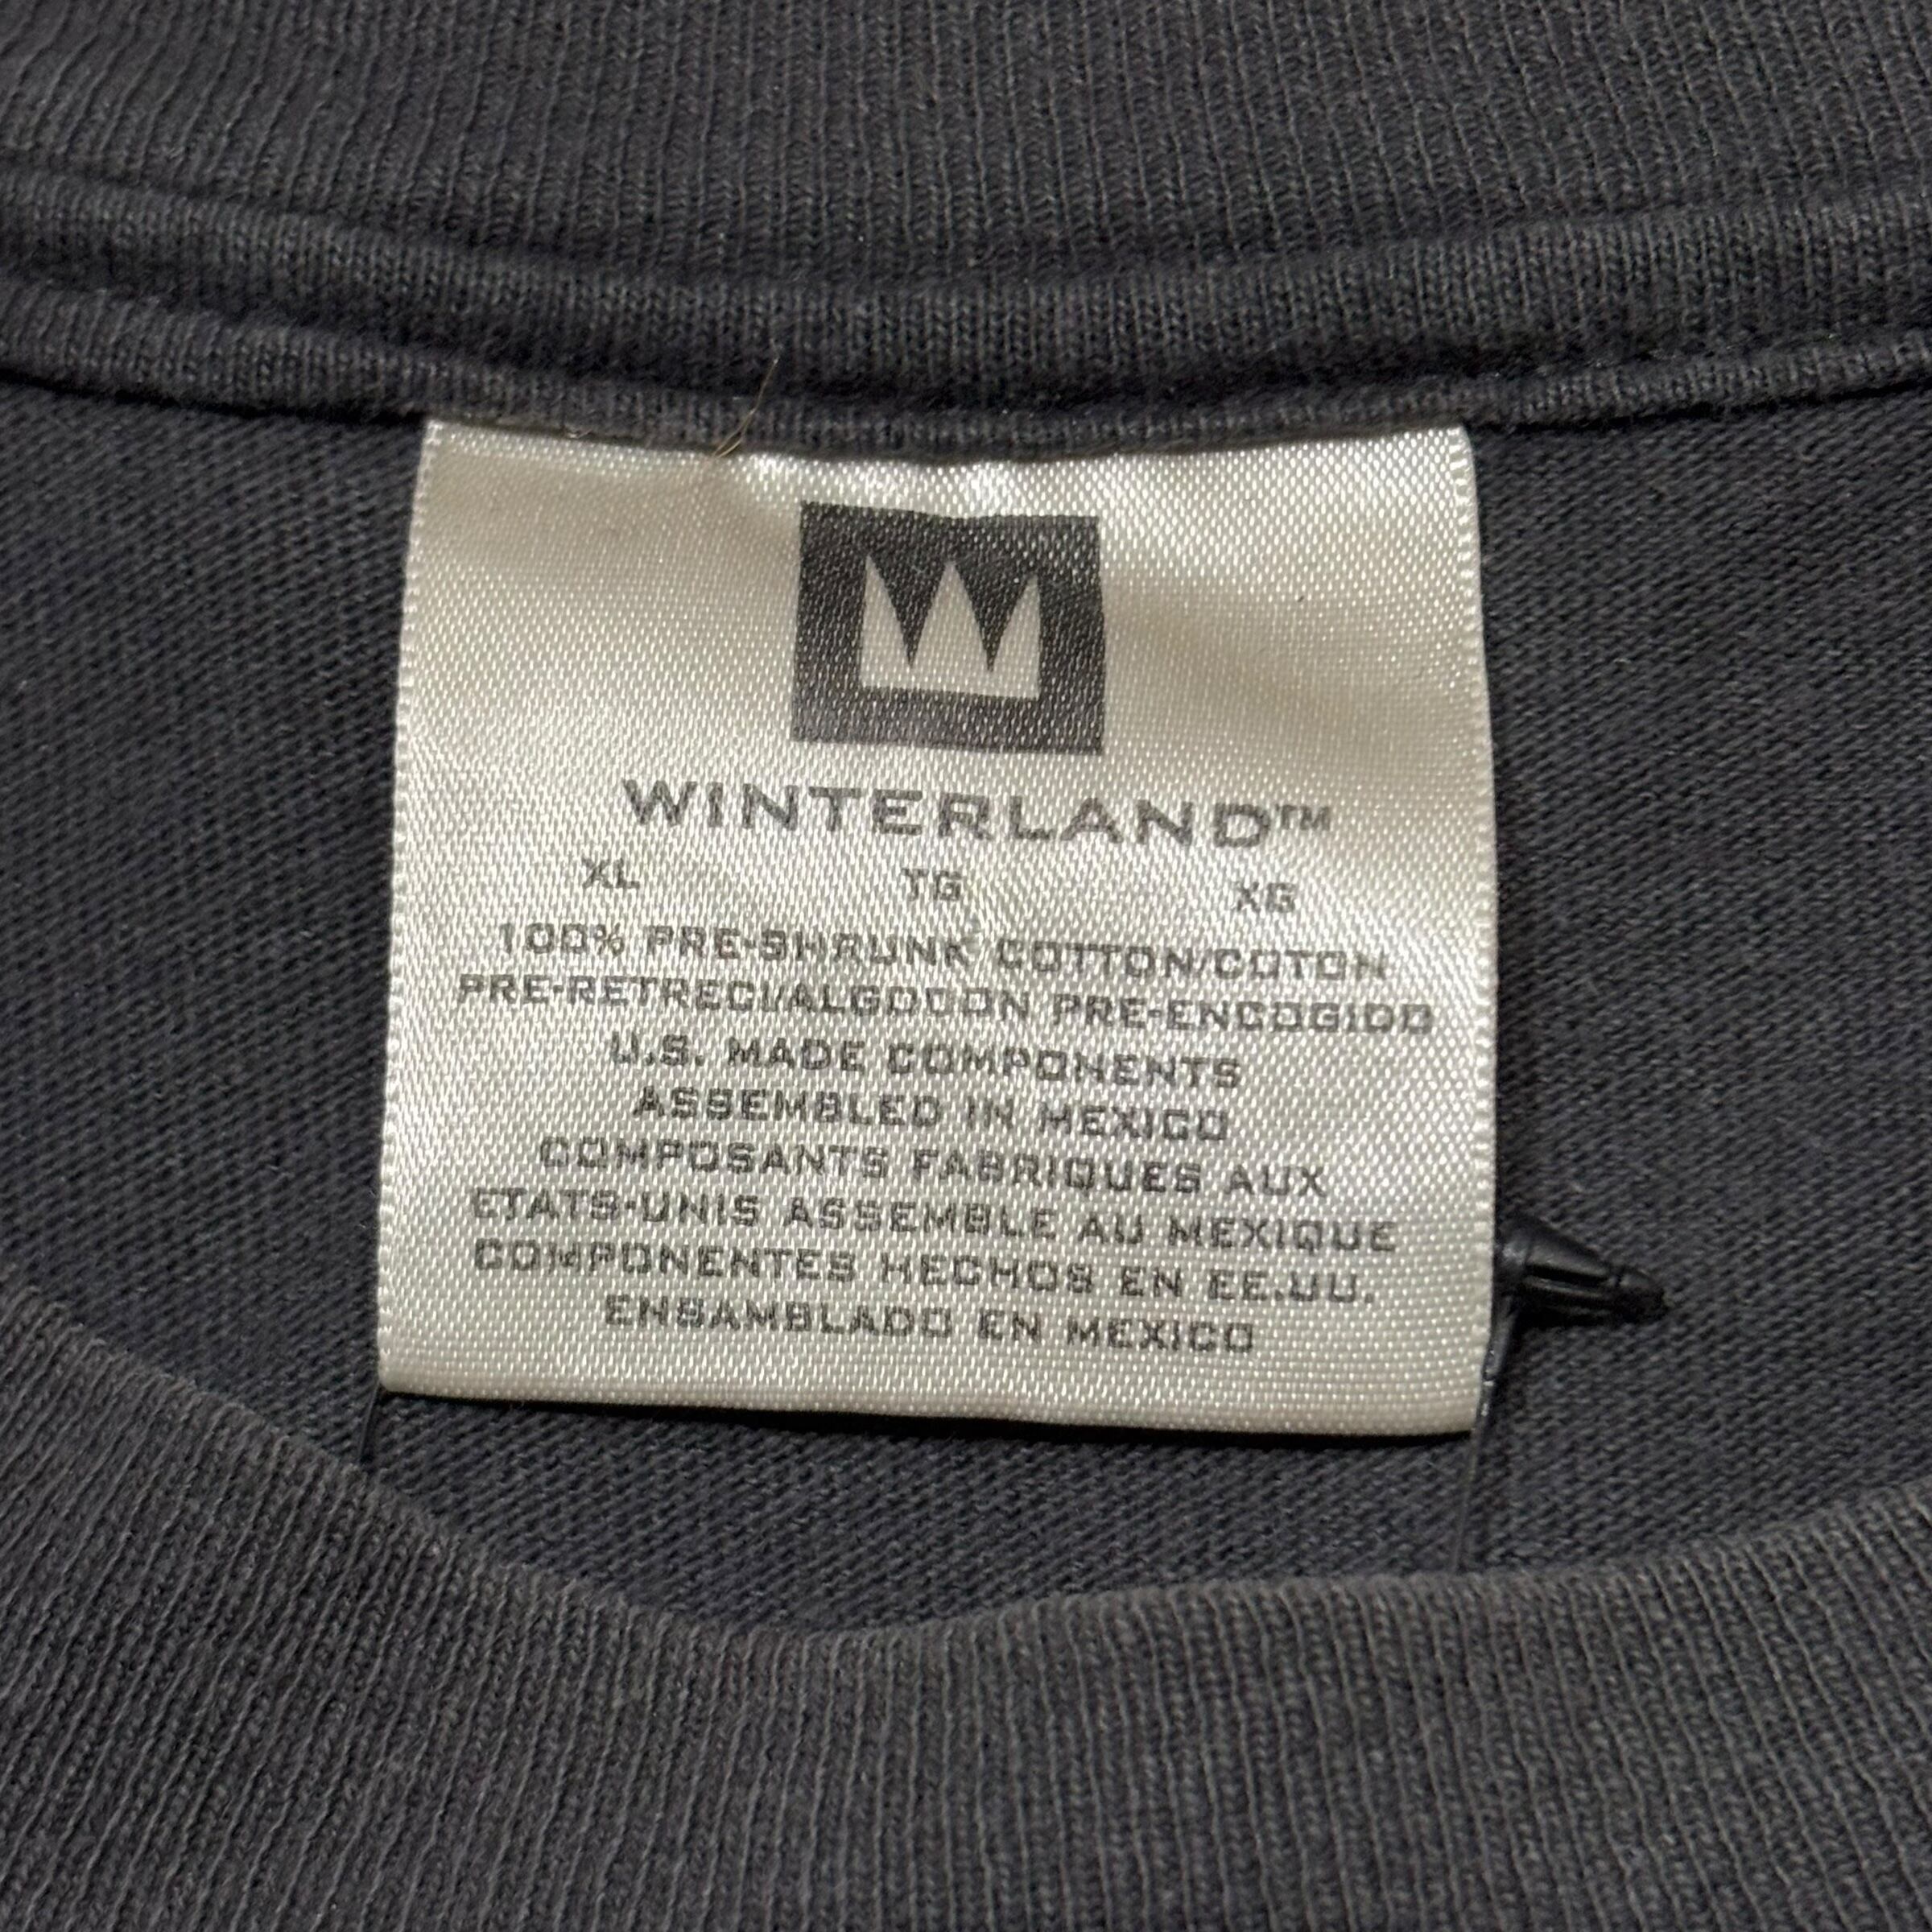 WINTERLAND™
XL TG XG
100% PRE-SHRUNK COTTON/COTON
PRE-RETRECI/ALGODOON PRE-ENCOGIDO
U.S. MADE COMPONENTS
ASSEMBLED IN MEXICO
COMPOSANTS FABRIQUES AUX
ETATS-UNIS ASSEMBLE AU MEXIQUE
COMPONENTES HECHOS EN EE.UU.
ENSAMBLADO EN MEXICO